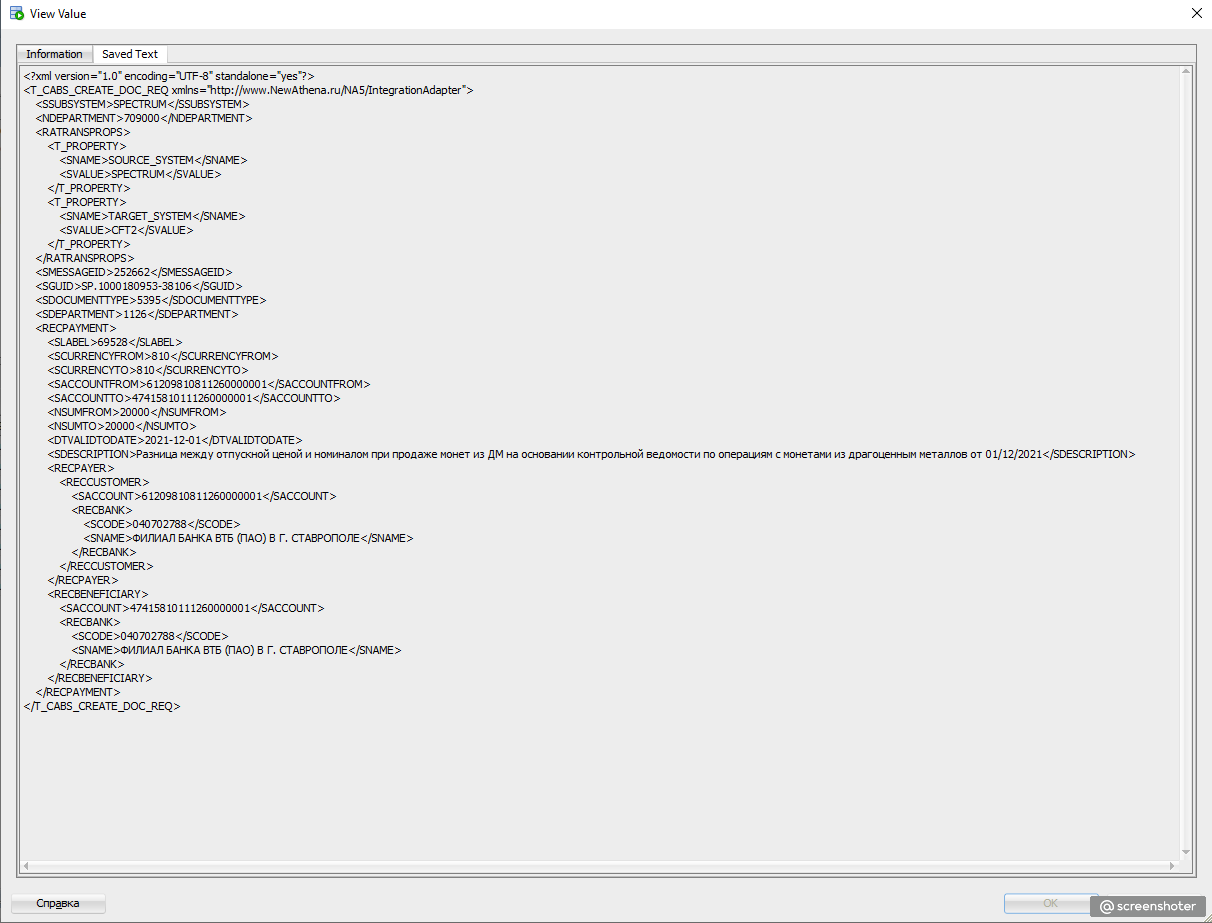 View Value
Information Saved Text
<?xml version="1.0" encoding="UTF-8" standalone="yes"?>
<T_CABS_CREATE_DOC_REQ xmlns="http://www.NewAthena.ru/NA5/IntegrationAdapter">
<SSUBSYSTEM>SPECTRUM</SSUBSYSTEM>
<NDEPARTMENT>709000</NDEPARTMENT>
<RATRANSPROPS>
<T_PROPERTY>
<SNAME>SOURCE_SYSTEM</SNAME>
<SVALUE>SPECTRUM</SVALUE>
</T_PROPERTY>
<T_PROPERTY>
<SNAME>TARGET_SYSTEM</SNAME>
<SVALUE>CFT2</SVALUE>
</T_PROPERTY>
</RATRANSPROPS>
<SMESSAGEID>252662</SMESSAGEID>
<SGUID>SP.1000180953-38106</SGUID>
<SDOCUMENTTYPE>5395</SDOCUMENTTYPE>
<SDEPARTMENT>1126</SDEPARTMENT>
<RECPAYMENT>
<SLABEL>69528</SLABEL>
<SCURRENCYFROM>810</SCURRENCYFROM>
<SCURRENCYTO>810</SCURRENCYTO>
<SACCOUNTFROM>61209810811260000001</SACCOUNTFROM>
<SACCOUNTTO>47415810111260000001</SACCOUNTTO>
<NSUMFROM>20000</NSUMFROM>
<NSUMTO>20000</NSUMTO>
<DTVALIDTODATE>2021-12-01</DTVALIDTODATE>
<SDESCRIPTION>Разница между отпускной ценой и номиналом при продаже монет из ДМ на основании контрольной ведомости по операциям с монетами из драгоценным металлов от 01/12/2021</SDESCRIPTION>
<RECPAYER>
<RECCUSTOMER>
<SACCOUNT>61209810811260000001</SACCOUNT>
<RECBANK>
<SCODE>040702788</SCODE>
<SNAME>ФИЛИАЛ БАНКА ВТБ (ПАО) В Г. СТАВРОПОЛЕ</SNAME>
</RECBANK>
</RECCUSTOMER>
</RECPAYER>
<RECBENEFICIARY>
<SACCOUNT>47415810111260000001</SACCOUNT>
<RECBANK>
<SCODE>040702788</SCODE>
<SNAME>ФИЛИАЛ БАНКА ВТБ (ПАО) В Г. СТАВРОПОЛЕ</SNAME>
</RECBANK>
</RECBENEFICIARY>
</RECPAYMENT>
</T_CABS_CREATE_DOC_REQ>
Справка OK
@screenshoter